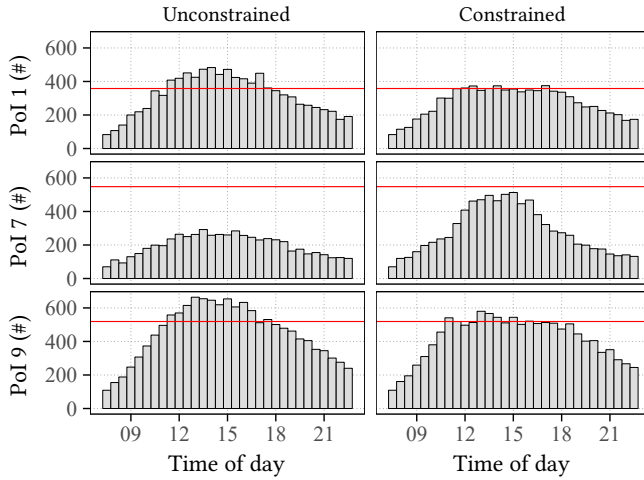 Unconstrained Constrained
PoI 1 (#)
600
400
200
0
PoI 7 (#)
600
400
200
0
PoI 9 (#)
600
400
200
0
09 12 15 18 21 09 12 15 18 21
Time of day Time of day